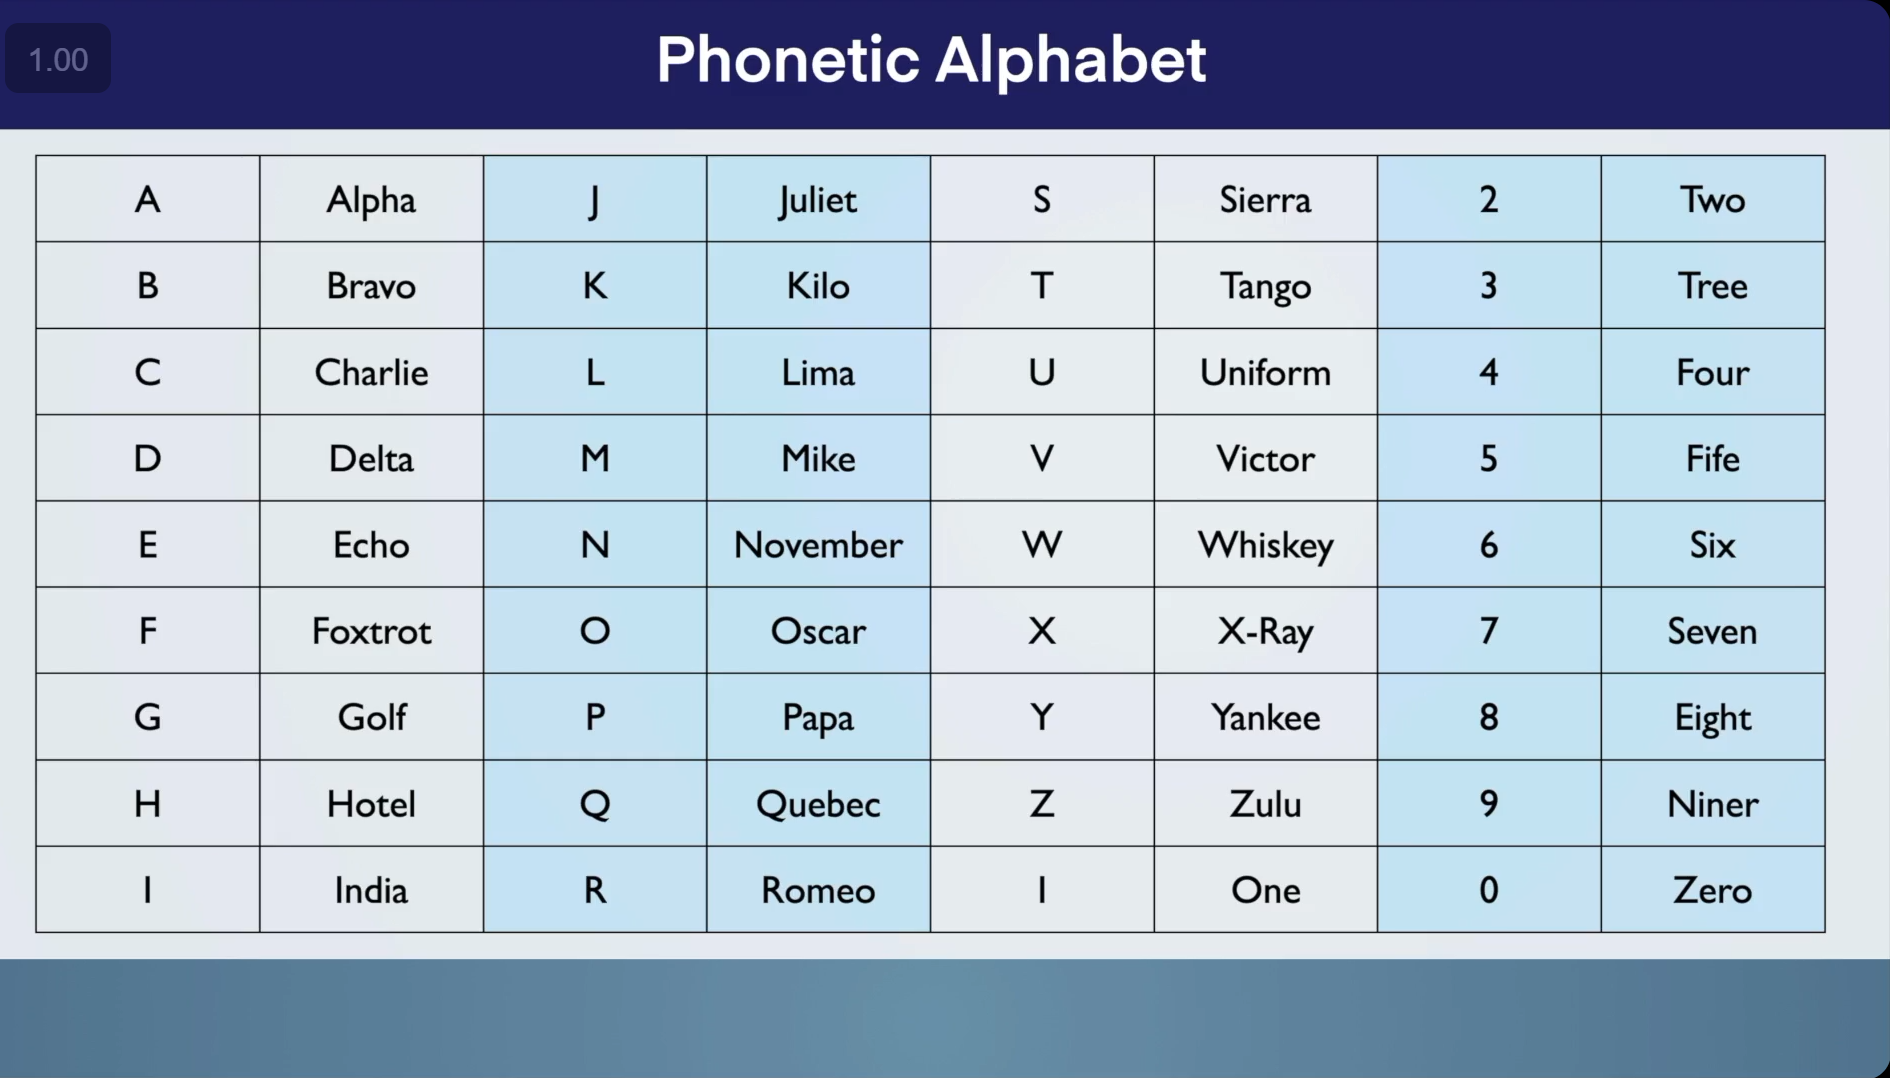 1.00
Phonetic Alphabet
A Alpha J Juliet S Sierra 2 Two
B Bravo K Kilo T Tango 3 Tree
C Charlie L Lima U Uniform 4 Four
D Delta M Mike V Victor 5 Fife
E Echo N November W Whiskey 6 Six
F Foxtrot O Oscar X X-Ray 7 Seven
G Golf P Papa Y Yankee 8 Eight
H Hotel Q Quebec Z Zulu 9 Niner
I India R Romeo 1 One 0 Zero